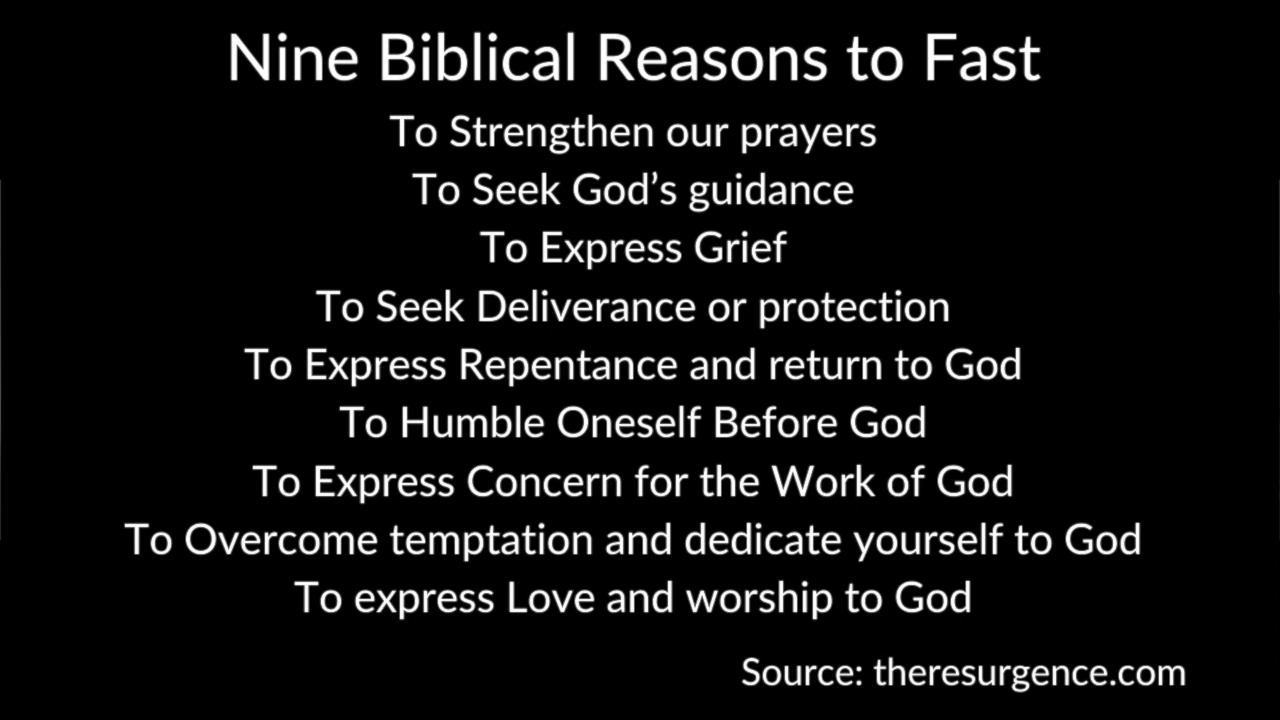 Nine Biblical Reasons to Fast
To Strengthen our prayers
To Seek God’s guidance
To Express Grief
To Seek Deliverance or protection
To Express Repentance and return to God
To Humble Oneself Before God
To Express Concern for the Work of God
To Overcome temptation and dedicate yourself to God
To express Love and worship to God
Source: theresurgence.com